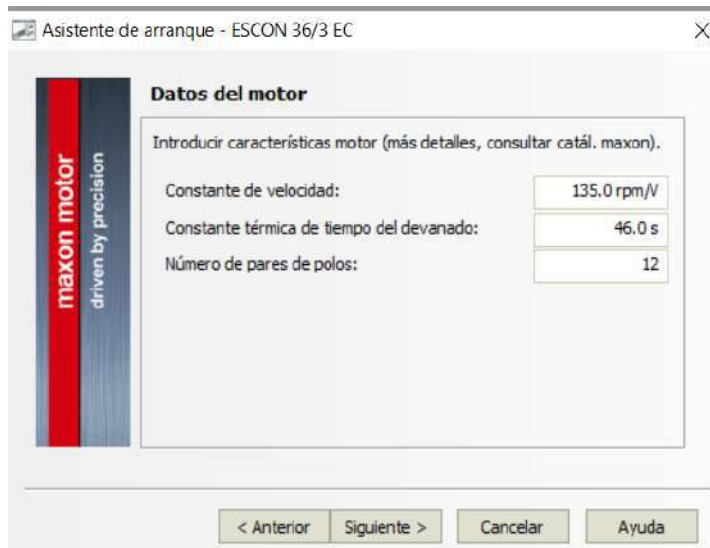 Asistente de arranque - ESCON 36/3 EC
maxon motor
driven by precision
Datos del motor
Introducir características motor (más detalles, consultar catál. maxon).
Constante de velocidad: 135.0 rpm/V
Constante térmica de tiempo del devanado: 46.0 s
Número de pares de polos: 12
< Anterior Siguiente > Cancelar Ayuda